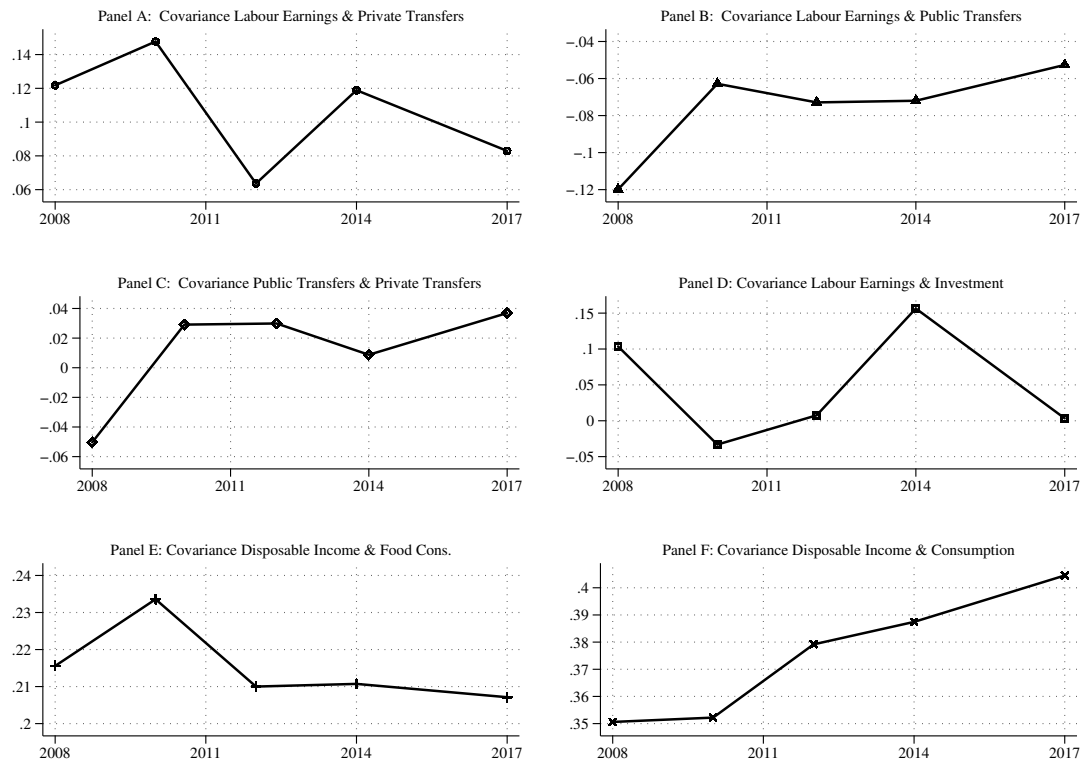 Panel A:  Covariance Labour Earnings & Private Transfers
.14
.12
.1
.08
.06
2008 2011 2014 2017
Panel B:  Covariance Labour Earnings & Public Transfers
−.04
−.06
−.08
−.1
−.12
2008 2011 2014 2017
Panel C:  Covariance Public Transfers & Private Transfers
.04
.02
0
−.02
−.04
−.06
2008 2011 2014 2017
Panel D: Covariance Labour Earnings & Investment
.15
.1
.05
0
−.05
2008 2011 2014 2017
Panel E: Covariance Disposable Income & Food Cons.
.24
.23
.22
.21
.2
2008 2011 2014 2017
Panel F: Covariance Disposable Income & Consumption
.4
.39
.38
.37
.36
.35
2008 2011 2014 2017